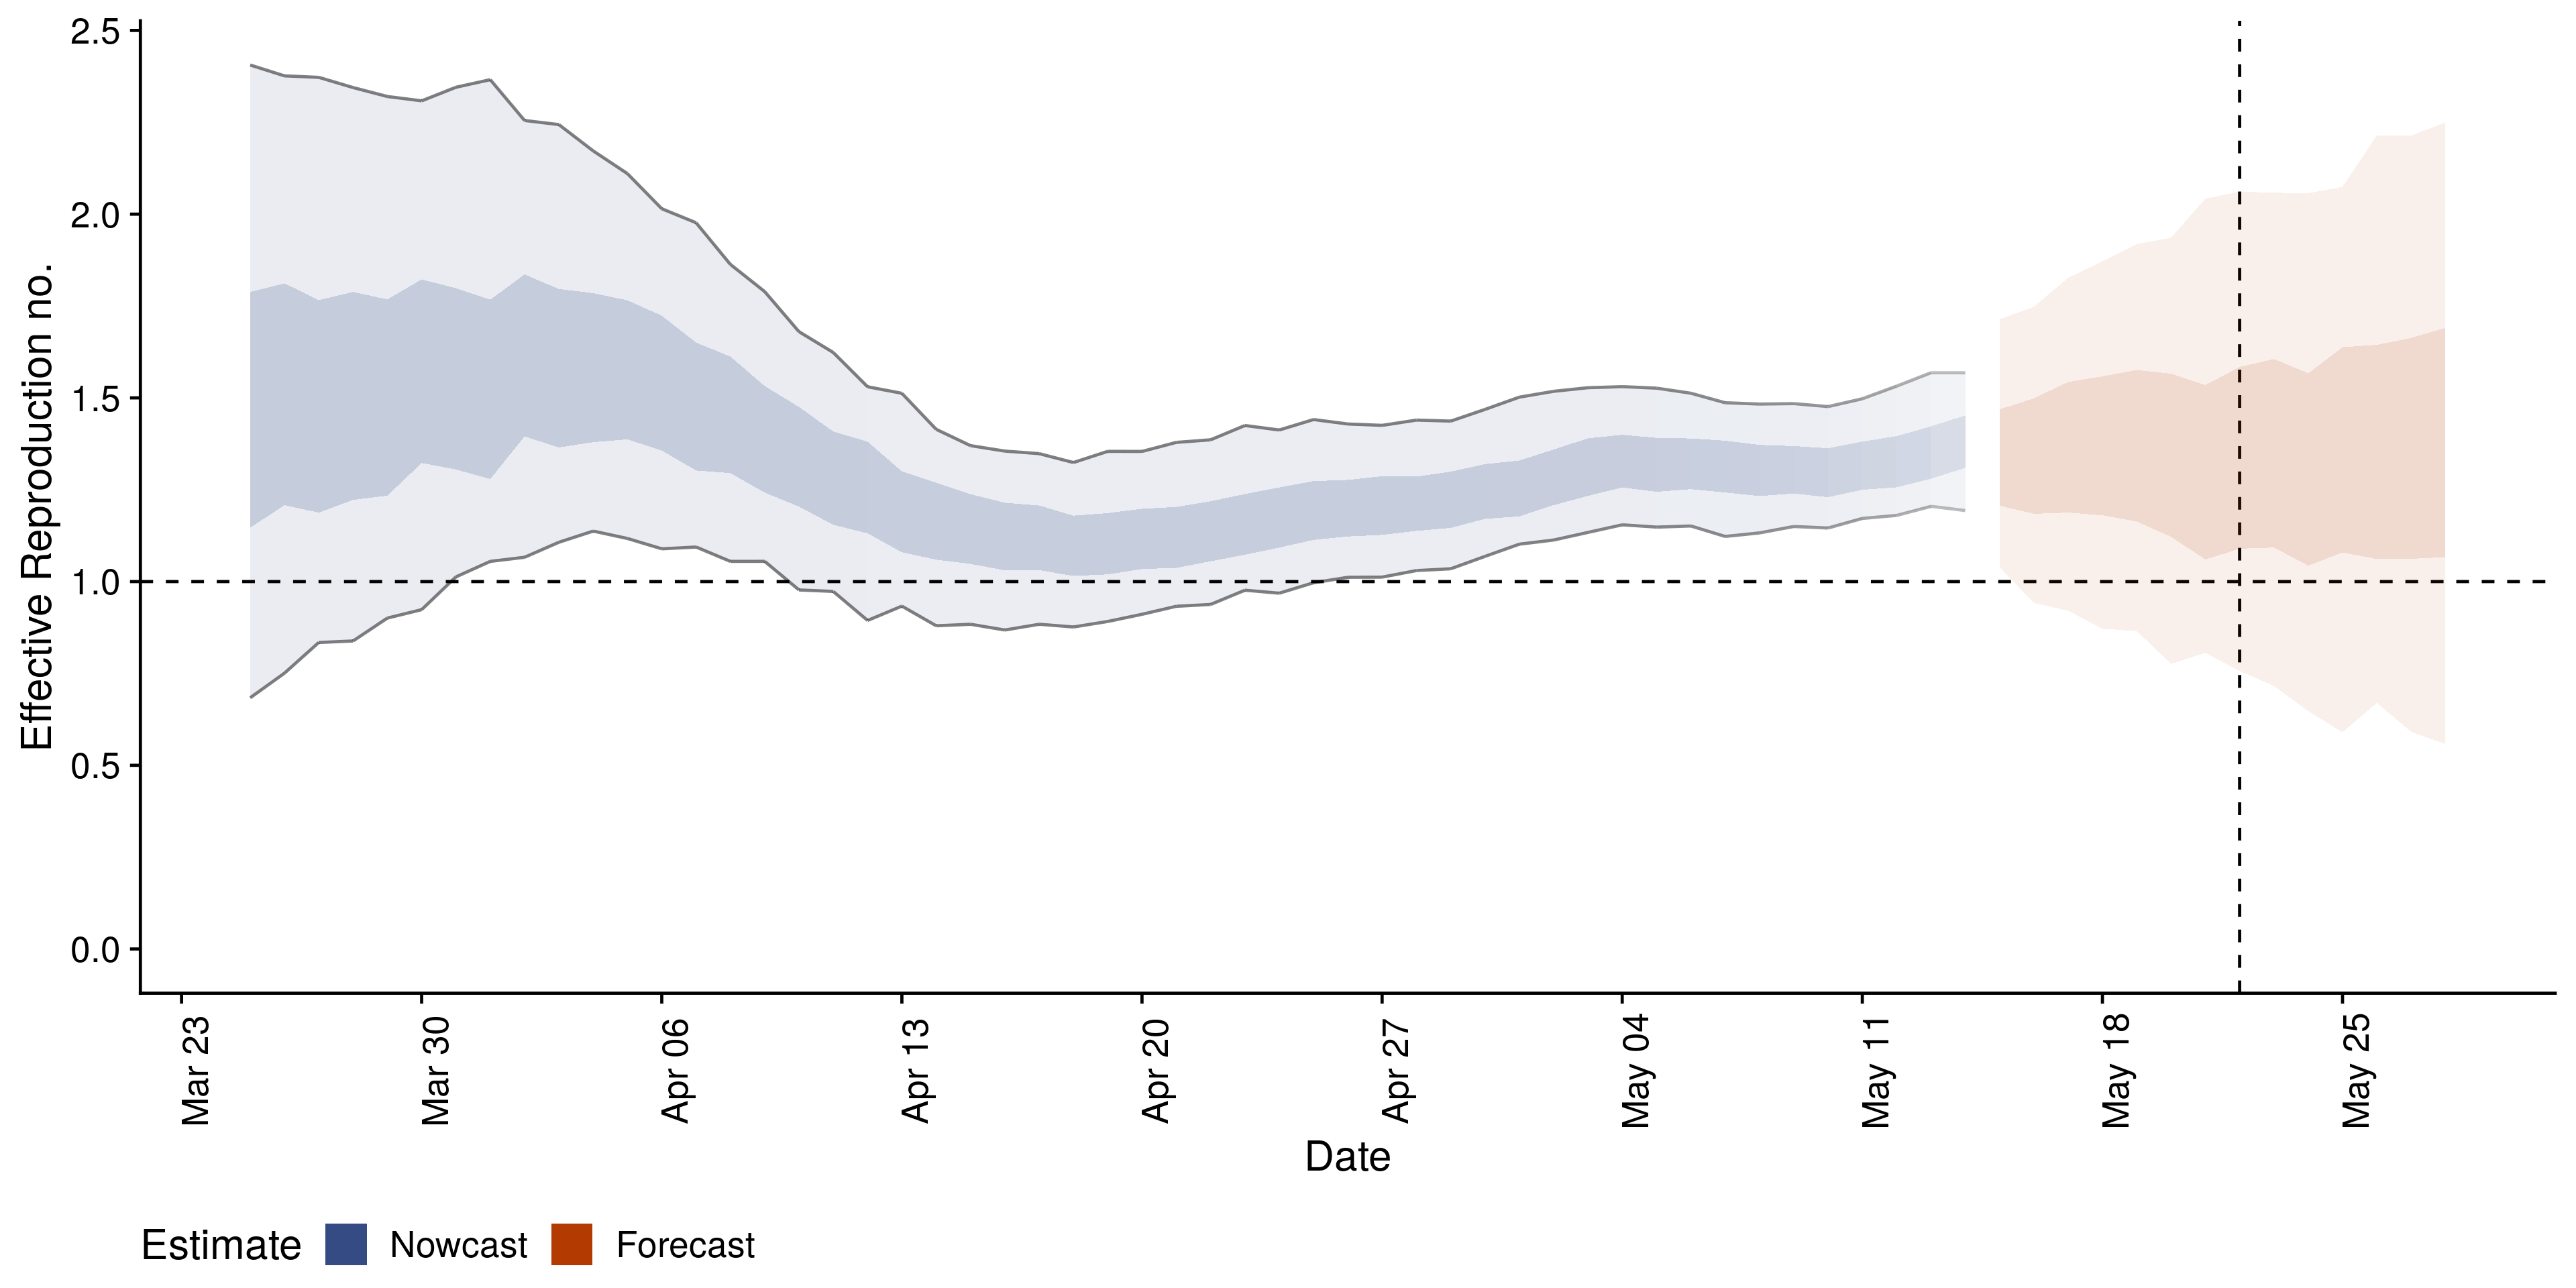 Effective Reproduction no.
2.5
2.0
1.5
1.0
0.5
0.0
Mar 23
Mar 30
Apr 06
Apr 13
Apr 20
Apr 27
May 04
May 11
May 18
May 25
Date
Estimate Nowcast Forecast